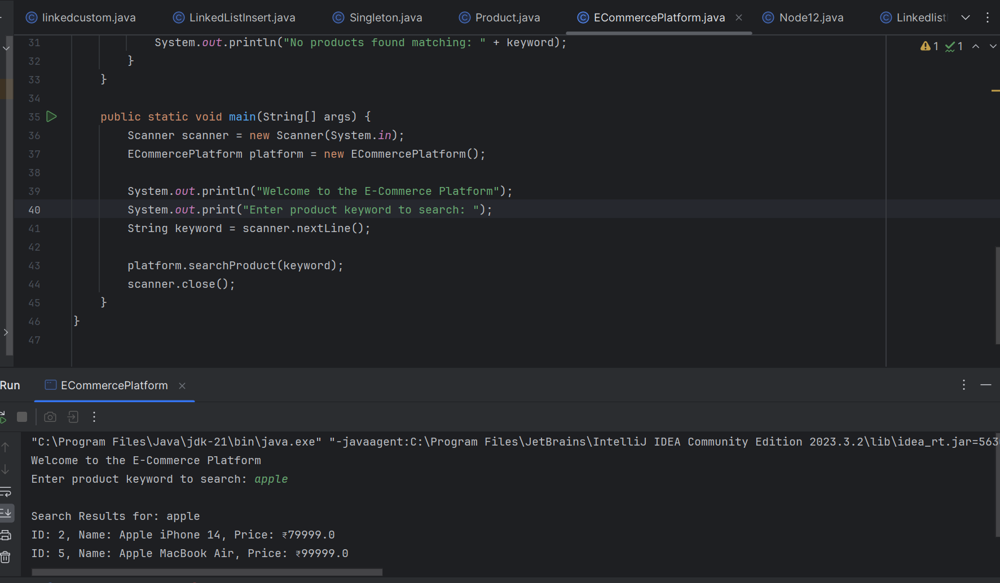 linkedcustom.java LinkedListInsert.java Singleton.java Product.java ECommercePlatform.java Node12.java Linkedlist
31 System.out.println("No products found matching: " + keyword);
1 1
32 }
33 }
34
35 public static void main(String[] args) {
36 Scanner scanner = new Scanner(System.in);
37 ECommercePlatform platform = new ECommercePlatform();
38
39 System.out.println("Welcome to the E-Commerce Platform");
40 System.out.print("Enter product keyword to search: ");
41 String keyword = scanner.nextLine();
42
43 platform.searchProduct(keyword);
44 scanner.close();
45 }
46 }
47
Run ECommercePlatform
"C:\Program Files\Java\jdk-21\bin\java.exe" "-javaagent:C:\Program Files\JetBrains\IntelliJ IDEA Community Edition 2023.3.2\lib\idea_rt.jar=563
Welcome to the E-Commerce Platform
Enter product keyword to search: apple
Search Results for: apple
ID: 2, Name: Apple iPhone 14, Price: ₹79999.0
ID: 5, Name: Apple MacBook Air, Price: ₹99999.0